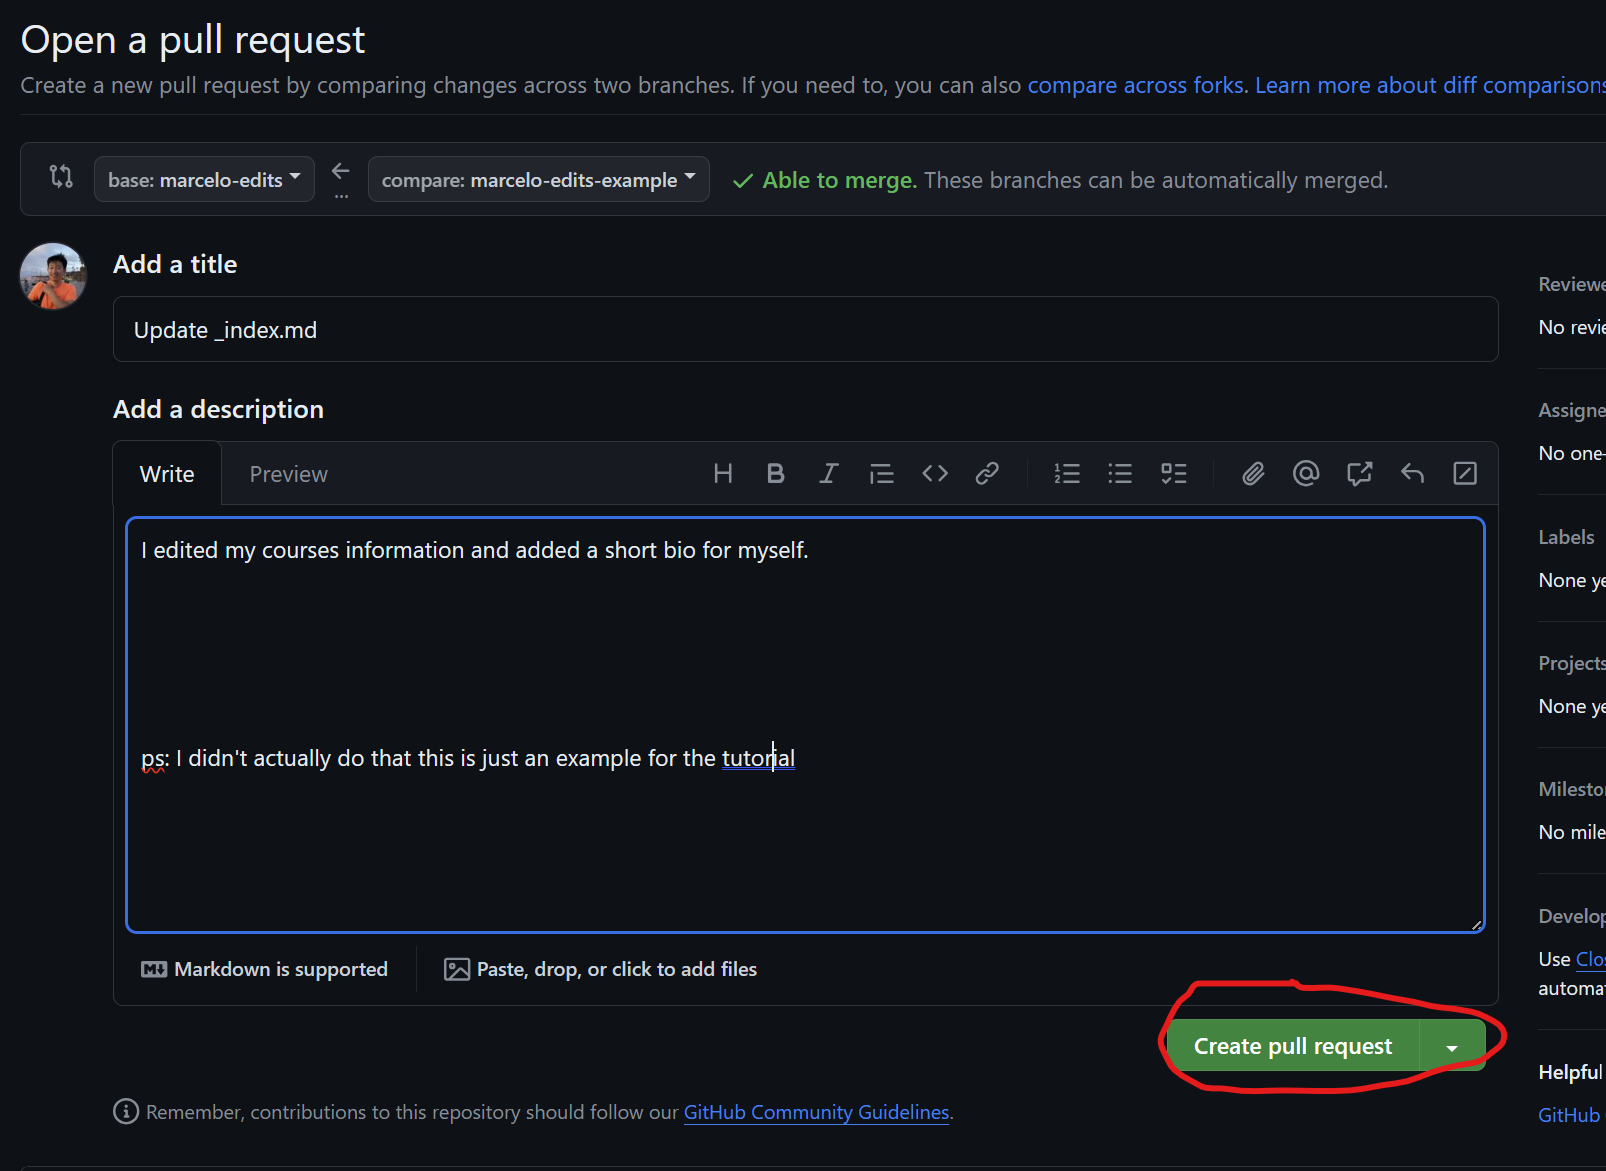 Open a pull request
Create a new pull request by comparing changes across two branches. If you need to, you can also compare across forks. Learn more about diff comparisons
base: marcelo-edits
...
compare: marcelo-edits-example
Able to merge. These branches can be automatically merged.
Add a title
Update _index.md
Add a description
Write
Preview
I edited my courses information and added a short bio for myself.
ps: I didn't actually do that this is just an example for the tutorial
Markdown is supported
Paste, drop, or click to add files
Create pull request
Remember, contributions to this repository should follow our GitHub Community Guidelines.
Reviewe
No revie
Assigne
No one-
Labels
None ye
Projects
None ye
Milesto
No mile
Develop
Use Clos
automat
Helpful
GitHub